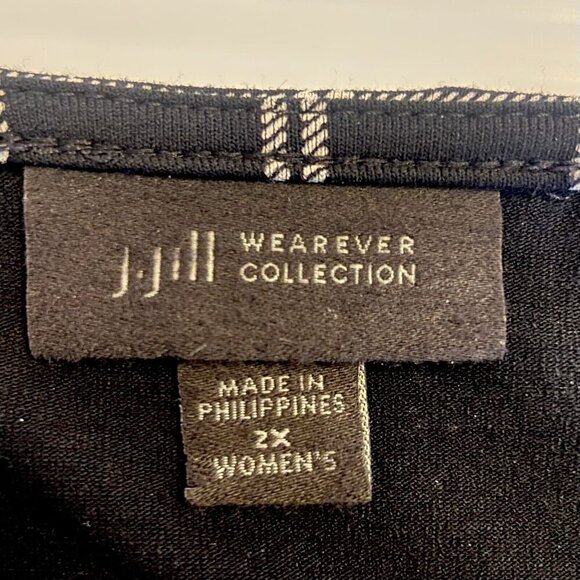 j.jill
WEAREVER
COLLECTION
MADE IN
PHILIPPINES
2X
WOMEN'S